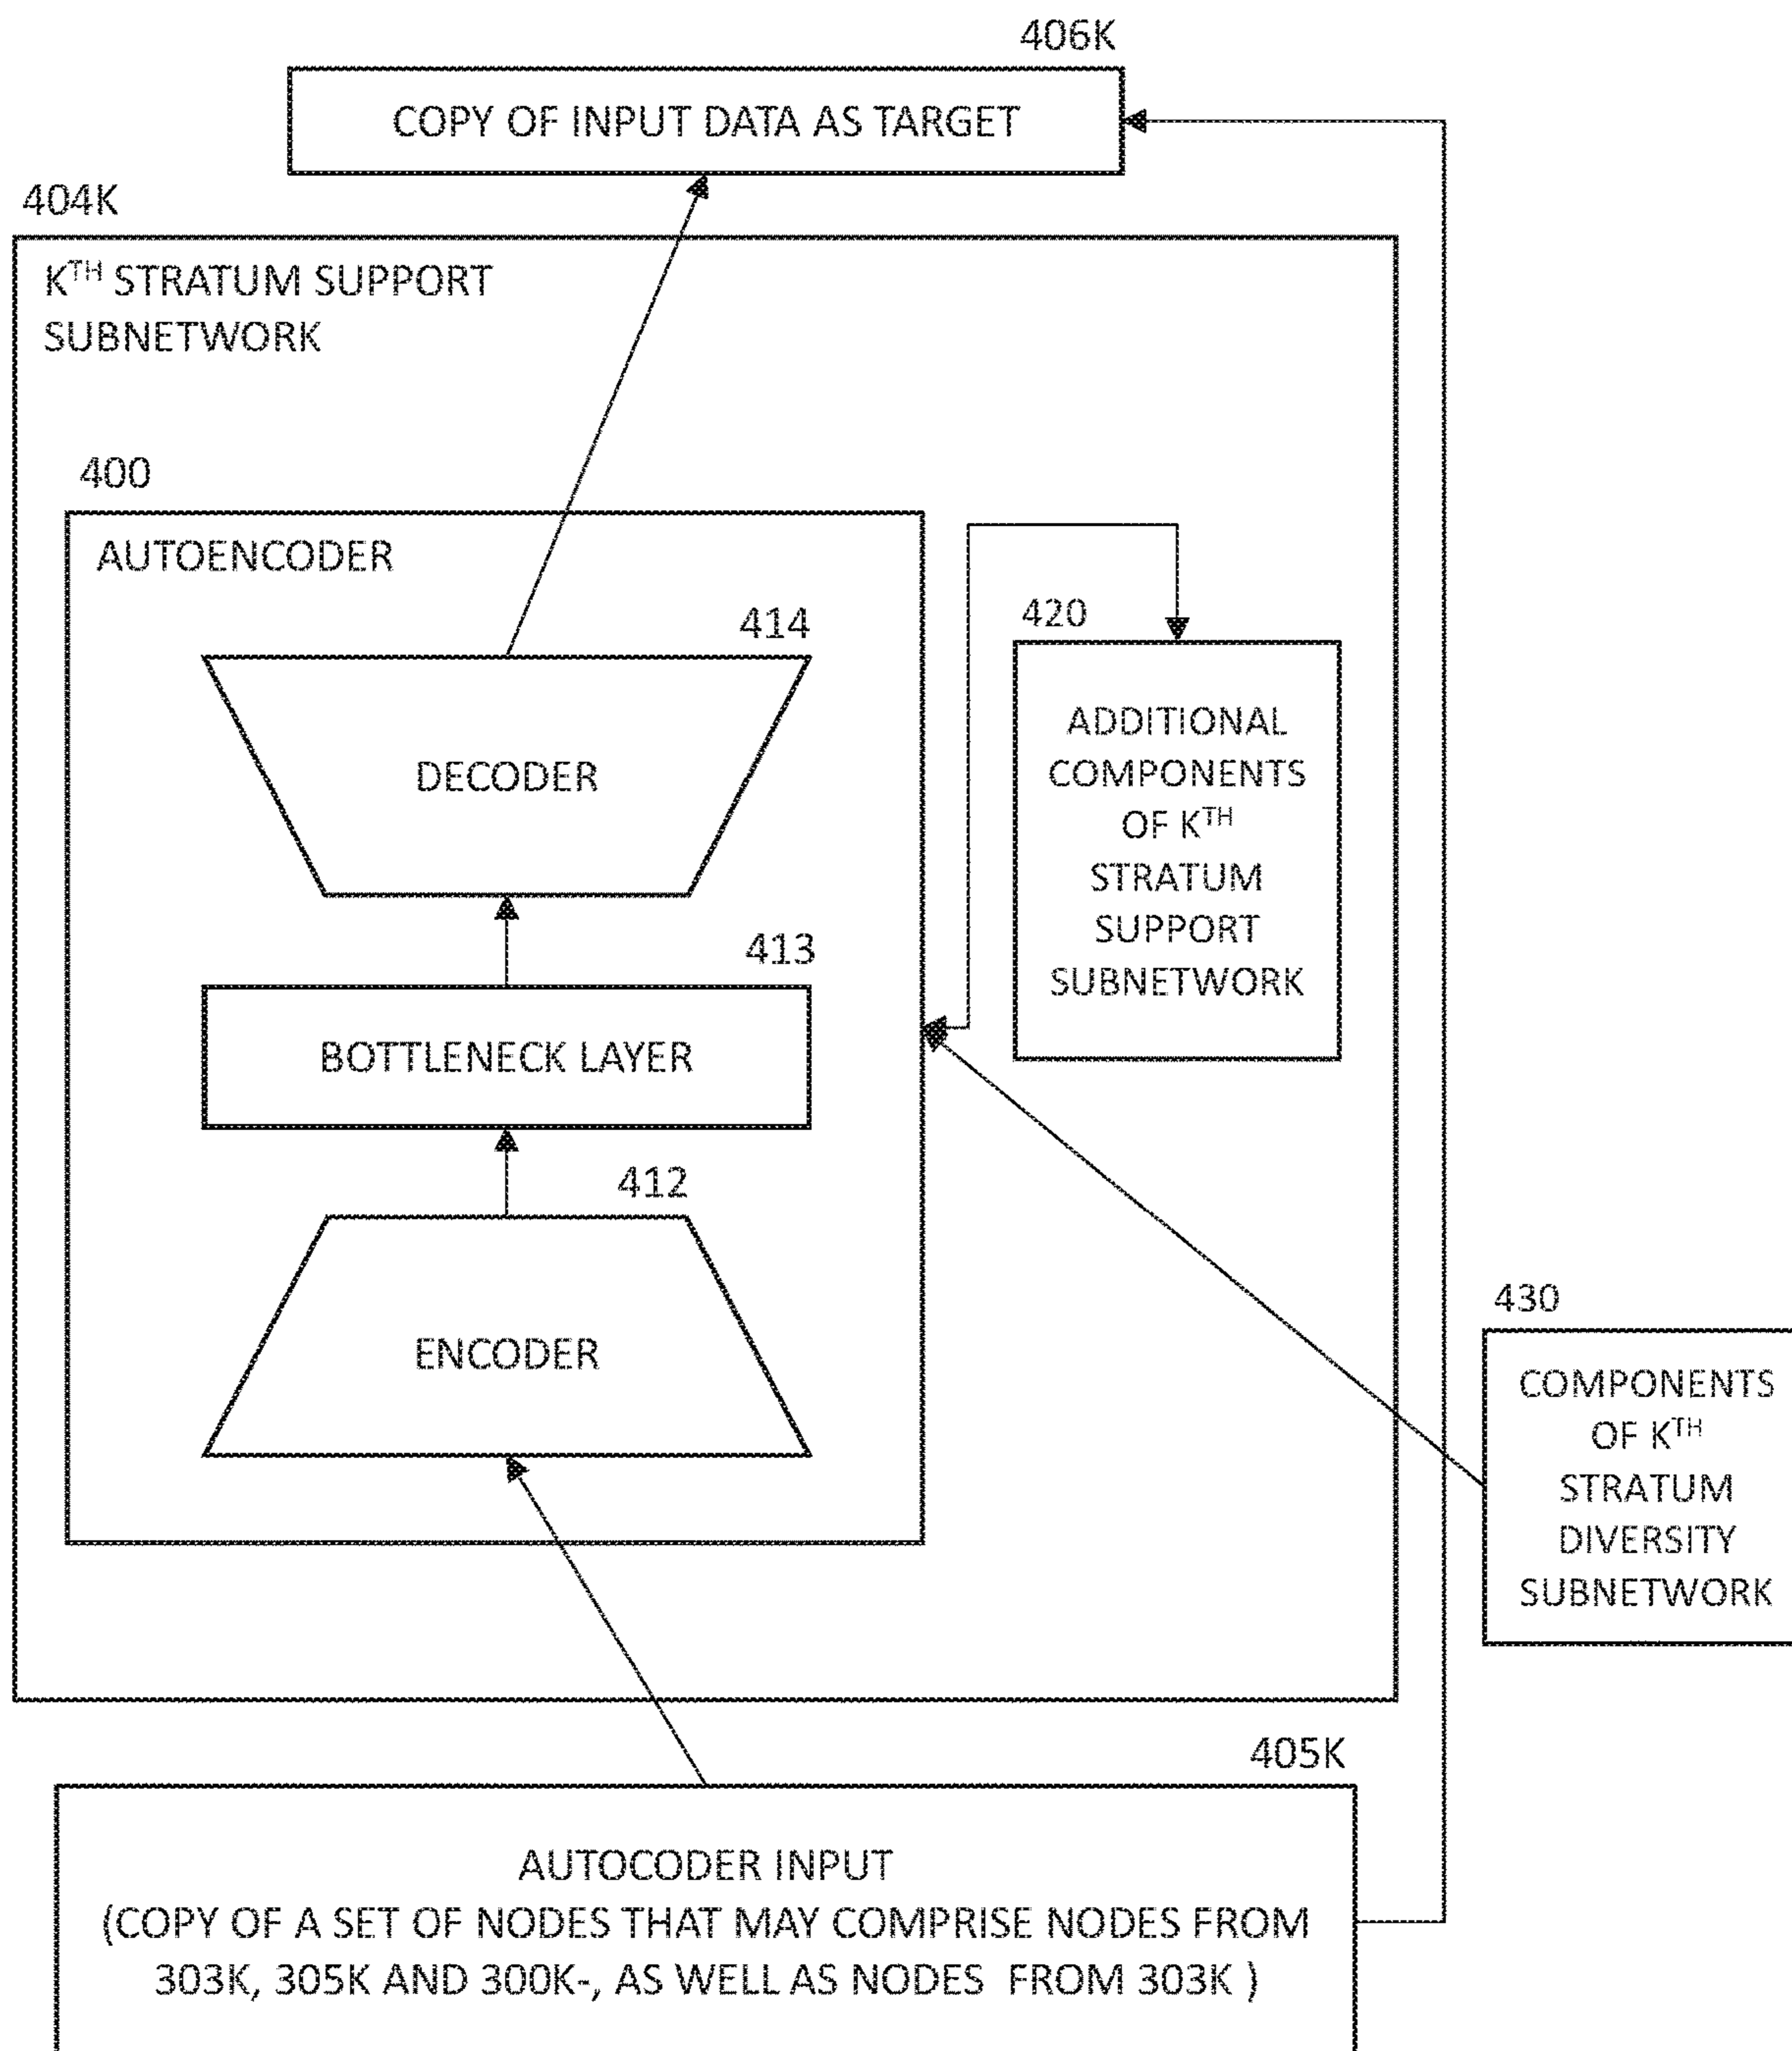 406K
COPY OF INPUT DATA AS TARGET
404K
KTH STRATUM SUPPORT
SUBNETWORK
400
AUTOENCODER
414
DECODER
420
ADDITIONAL
COMPONENTS
OF KTH
STRATUM
SUPPORT
SUBNETWORK
413
BOTTLENECK LAYER
412
ENCODER
430
COMPONENTS
OF KTH
STRATUM
DIVERSITY
SUBNETWORK
405K
AUTOCODER INPUT
(COPY OF A SET OF NODES THAT MAY COMPRISE NODES FROM
303K, 305K AND 300K-, AS WELL AS NODES FROM 303K )